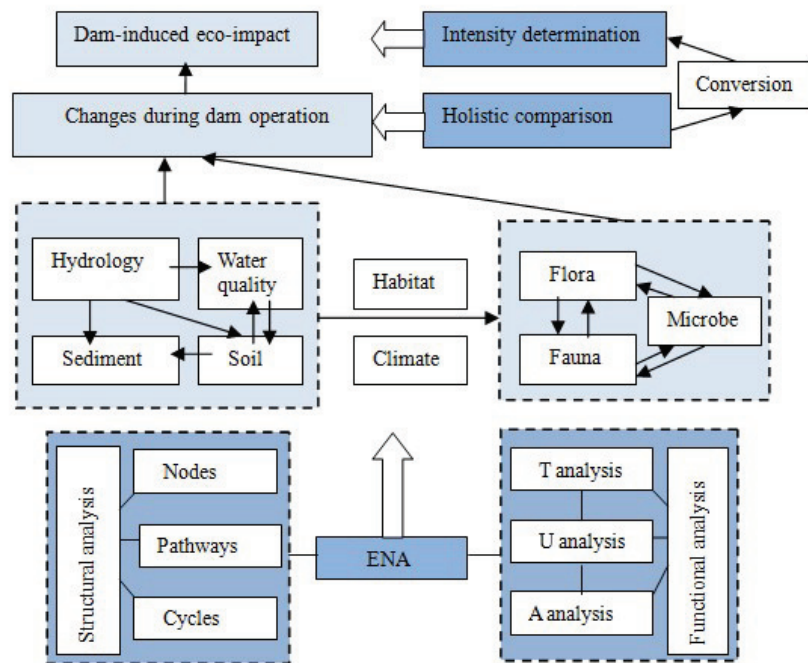 Dam-induced eco-impact
Intensity determination
Conversion
Changes during dam operation
Holistic comparison
Hydrology
Water
quality
Habitat
Flora
Microbe
Sediment
Soil
Climate
Fauna
Structural analysis
Nodes
Pathways
Cycles
ENA
T analysis
U analysis
A analysis
Functional analysis